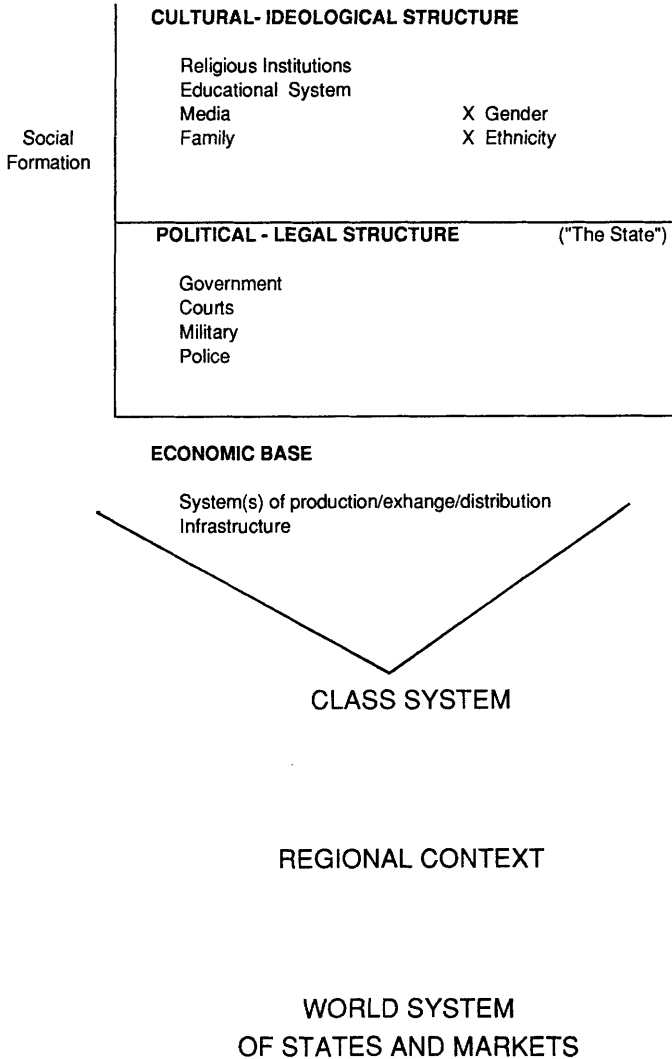 CULTURAL- IDEOLOGICAL STRUCTURE
Religious Institutions
Educational System
Media X Gender
Family X Ethnicity
Social
Formation
POLITICAL - LEGAL STRUCTURE ("The State")
Government
Courts
Military
Police
ECONOMIC BASE
System(s) of production/exhange/distribution
Infrastructure
CLASS SYSTEM
REGIONAL CONTEXT
WORLD SYSTEM
OF STATES AND MARKETS